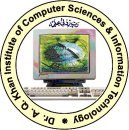 Dr. A. Q. Khan Institute of Computer Sciences & Information Technology